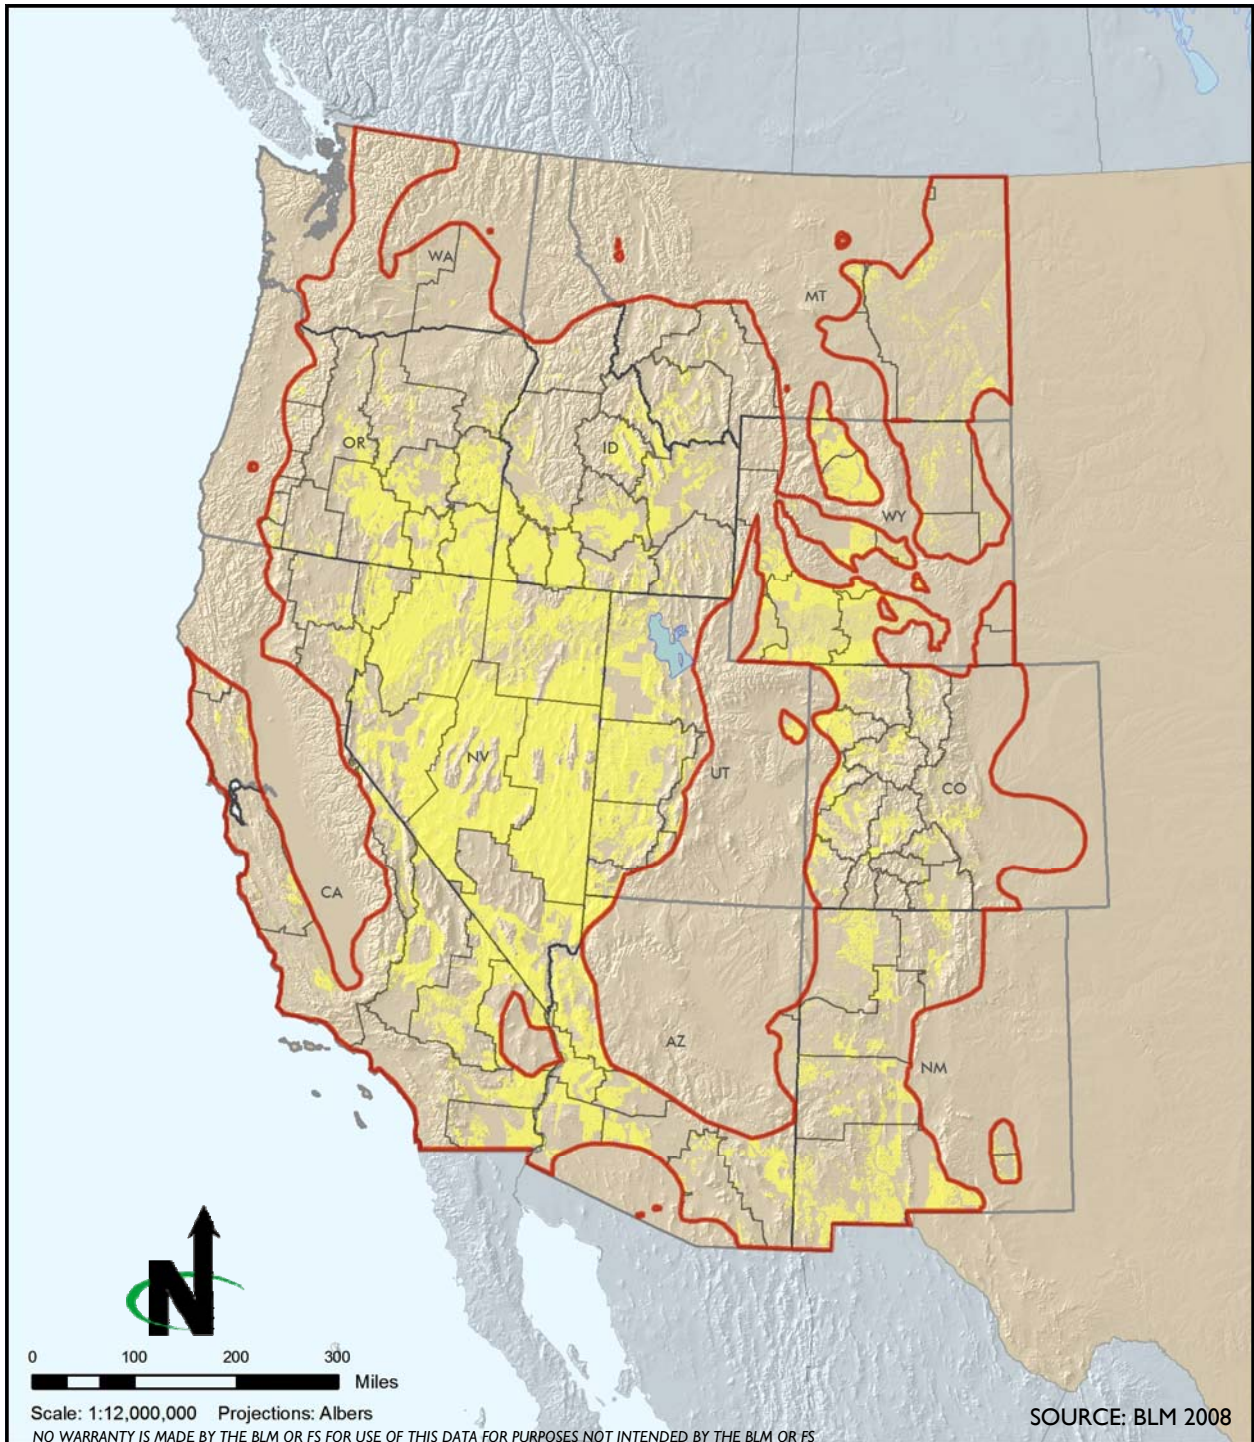 WA
MT
OR
ID
WY
NV
UT
CO
CA
AZ
NM
N
0 100 200 300
Miles
Scale: 1:12,000,000 Projections: Albers
SOURCE: BLM 2008
NO WARRANTY IS MADE BY THE BLM OR FS FOR USE OF THIS DATA FOR PURPOSES NOT INTENDED BY THE BLM OR FS